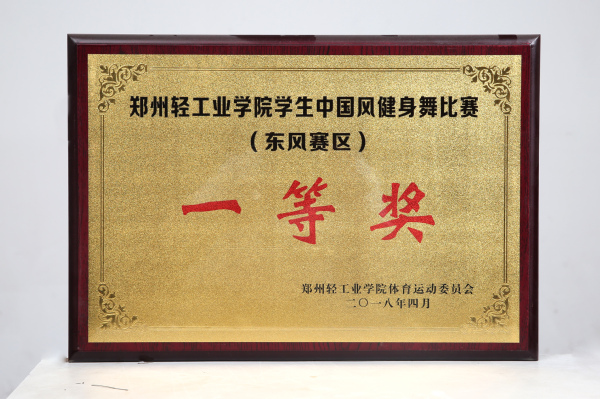 郑州轻工业学院学生中国风健身舞比赛
（东风赛区）
一等奖
郑州轻工业学院体育运动委员会
二〇一八年四月